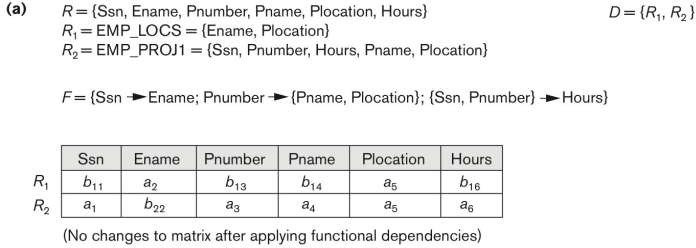 (a) R = {Ssn, Ename, Pnumber, Pname, Plocation, Hours} D = {R₁, R₂}
R₁ = EMP_LOCS = {Ename, Plocation}
R₂ = EMP_PROJ1 = {Ssn, Pnumber, Hours, Pname, Plocation}
F = {Ssn → Ename; Pnumber → {Pname, Plocation}; {Ssn, Pnumber} → Hours}
Ssn Ename Pnumber Pname Plocation Hours
R₁ b₁₁ a₂ b₁₃ b₁₄ a₅ b₁₆
R₂ a₁ b₂₂ a₃ a₄ a₅ a₆
(No changes to matrix after applying functional dependencies)